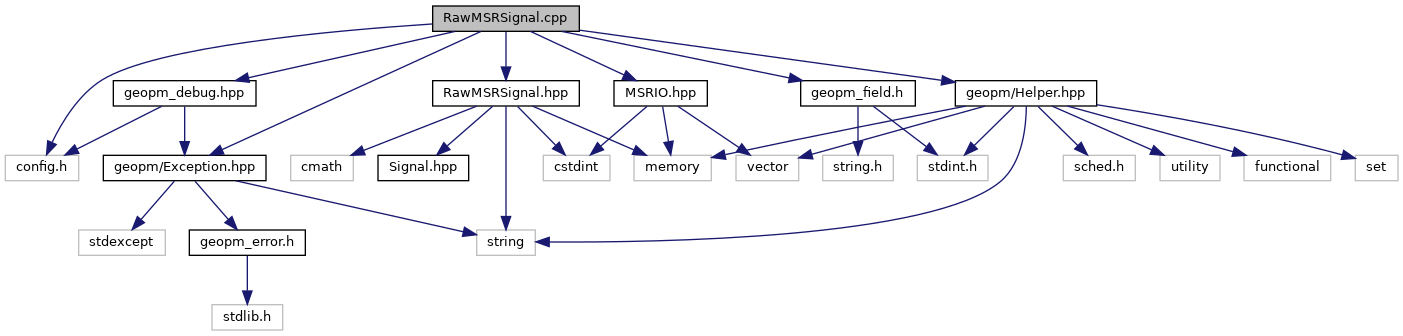 RawMSRSignal.cpp
geopm_debug.hpp
RawMSRSignal.hpp
MSRIO.hpp
geopm_field.h
geopm/Helper.hpp
config.h
geopm/Exception.hpp
cmath
Signal.hpp
cstdint
memory
vector
string.h
stdint.h
sched.h
utility
functional
set
stdexcept
geopm_error.h
string
stdlib.h